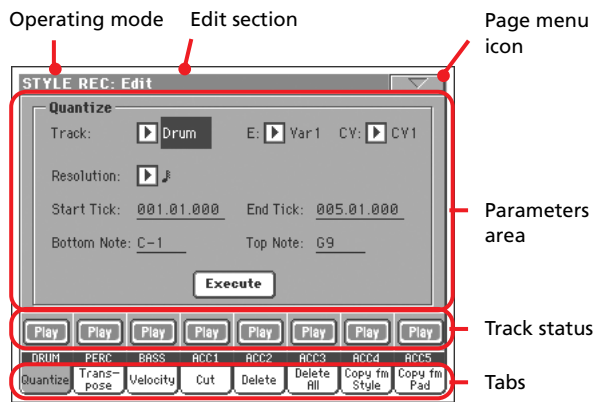 Operating mode Edit section Page menu
icon
STYLE REC: Edit
Quantize
Track: Drum E: Var1 CV: CV1
Resolution:
Start Tick: 001.01.000 End Tick: 005.01.000
Bottom Note: C-1 Top Note: G9
Execute
Parameters
area
Play Play Play Play Play Play Play Play
Track status
DRUM PERC BASS ACC1 ACC2 ACC3 ACC4 ACC5
Quantize Trans-
pose Velocity Cut Delete Delete
All Copy fm
Style Copy fm
Pad
Tabs